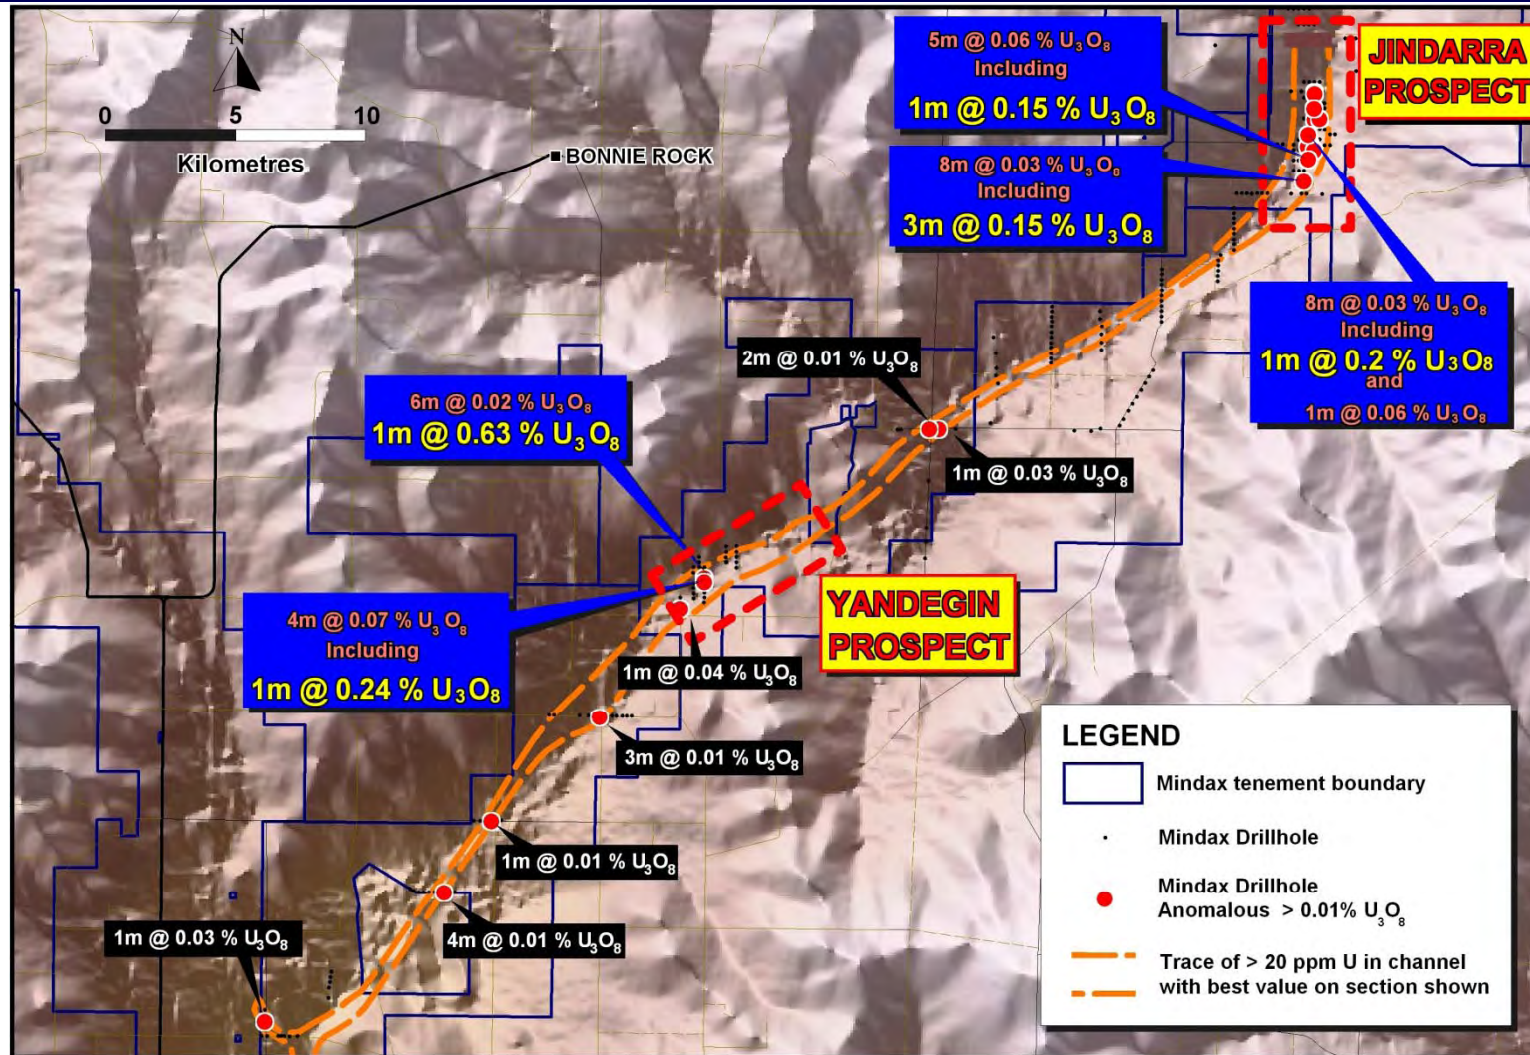 N
0 5 10
Kilometres
BONNIE ROCK
5m @ 0.06 % U₃O₈
Including
1m @ 0.15 % U₃O₈
JINDARRA
PROSPECT
8m @ 0.03 % U₃O₈
Including
3m @ 0.15 % U₃O₈
8m @ 0.03 % U₃O₈
Including
1m @ 0.2 % U₃O₈
and
1m @ 0.06 % U₃O₈
2m @ 0.01 % U₃O₈
6m @ 0.02 % U₃O₈
1m @ 0.63 % U₃O₈
1m @ 0.03 % U₃O₈
YANDEGIN
PROSPECT
4m @ 0.07 % U₃O₈
Including
1m @ 0.24 % U₃O₈
1m @ 0.04 % U₃O₈
3m @ 0.01 % U₃O₈
1m @ 0.01 % U₃O₈
4m @ 0.01 % U₃O₈
1m @ 0.03 % U₃O₈
LEGEND
Mindax tenement boundary
Mindax Drillhole
Mindax Drillhole
Anomalous > 0.01% U₃O₈
Trace of > 20 ppm U in channel
with best value on section shown